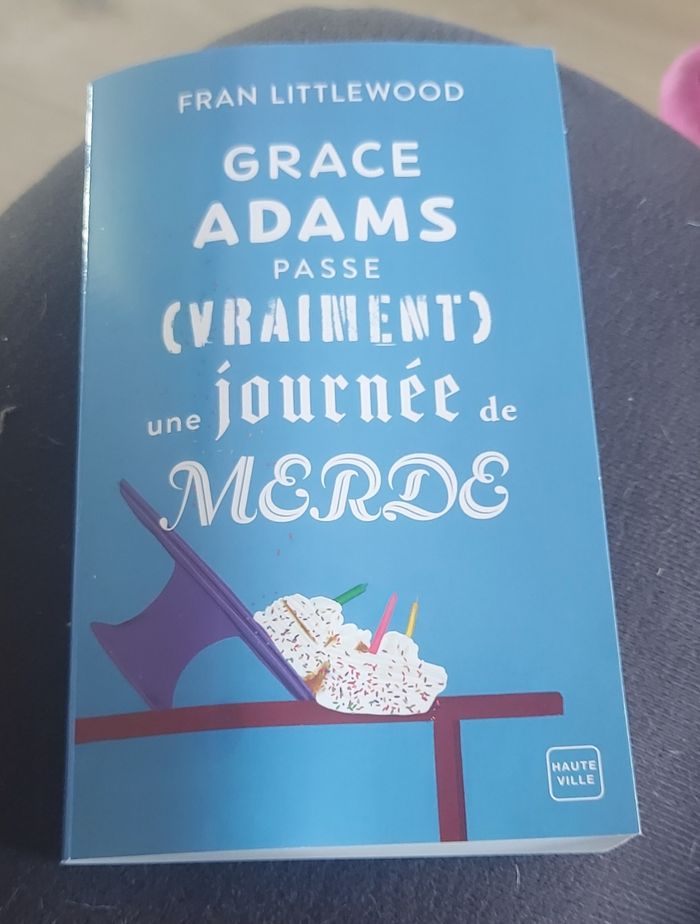 FRAN LITTLEWOOD
GRACE
ADAMS
PASSE
(VRAIMENT)
une journée de
MERDE
HAUTE
VILLE